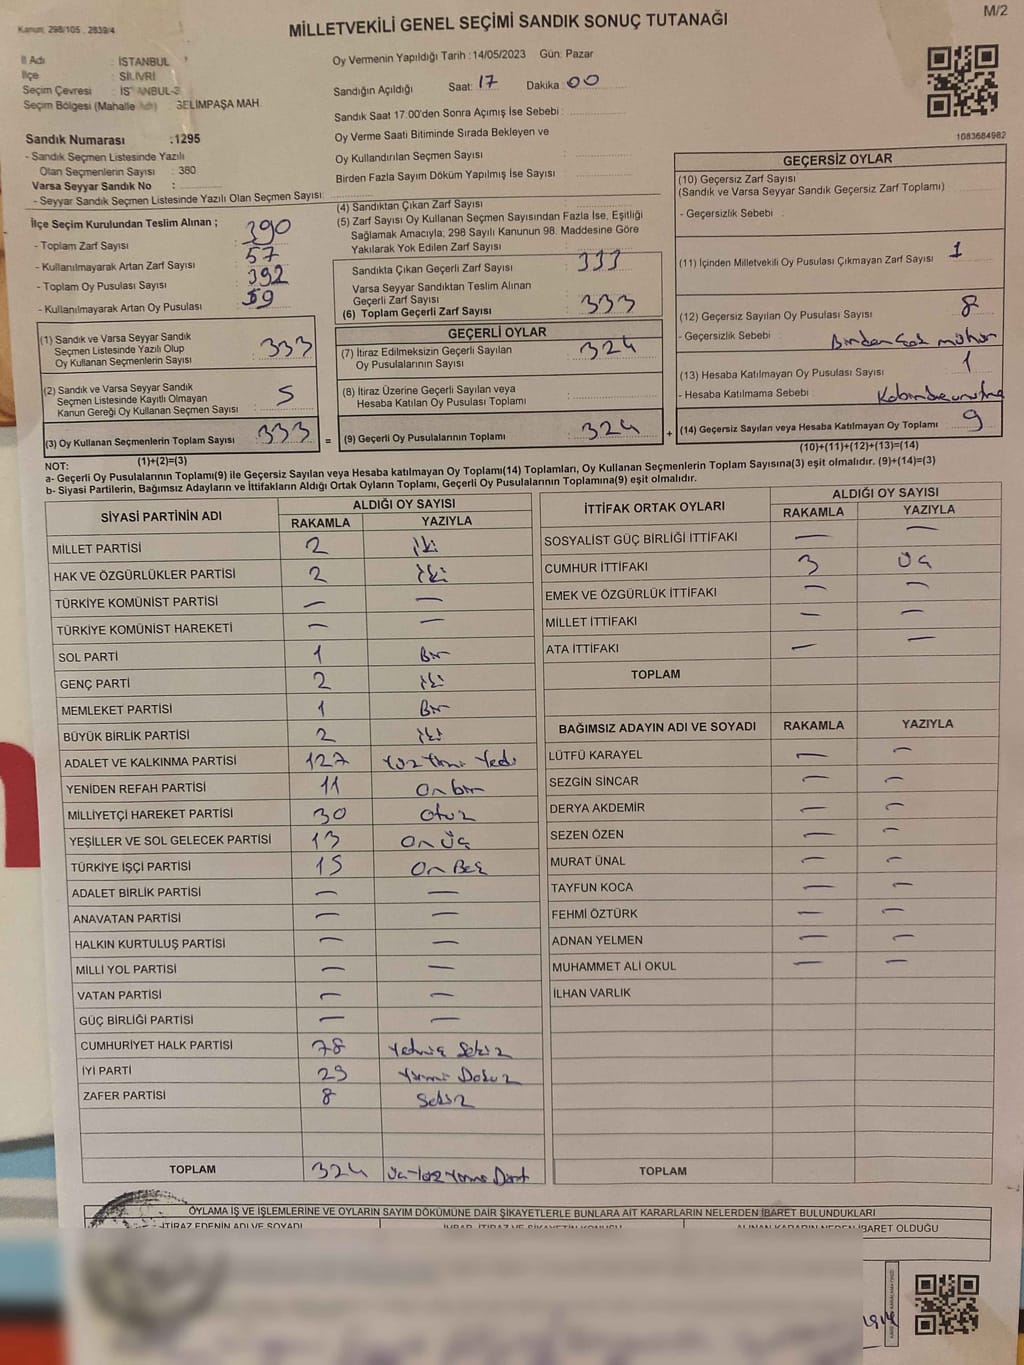 Kanun: 298/105 . 2839/4
MİLLETVEKİLİ GENEL SEÇİMİ SANDIK SONUÇ TUTANAĞI
M/2
İl Adı : İSTANBUL
İlçe : SİLİVRİ
Seçim Çevresi : İSTANBUL-3
Seçim Bölgesi (Mahalle Adı) : SELİMPAŞA MAH.
Sandık Numarası : 1295
- Sandık Seçmen Listesinde Yazılı
Olan Seçmenlerin Sayısı : 380
Varsa Seyyar Sandık No :
- Seyyar Sandık Seçmen Listesinde Yazılı Olan Seçmen Sayısı :
Oy Vermenin Yapıldığı Tarih : 14/05/2023 Gün: Pazar
Sandığın Açıldığı Saat: 17 Dakika : 00
Sandık Saat 17:00'den Sonra Açımış İse Sebebi :
Oy Verme Saati Bitiminde Sırada Bekleyen ve
Oy Kullandırılan Seçmen Sayısı :
Birden Fazla Sayım Döküm Yapılmış İse Sayısı :
1083684982
İlçe Seçim Kurulundan Teslim Alınan ;
- Toplam Zarf Sayısı : 390
- Kullanılmayarak Artan Zarf Sayısı : 57
- Toplam Oy Pusulası Sayısı : 392
- Kullanılmayarak Artan Oy Pusulası : 59
(4) Sandıktan Çıkan Zarf Sayısı :
(5) Zarf Sayısı Oy Kullanan Seçmen Sayısından Fazla İse, Eşitliği
Sağlamak Amacıyla; 298 Sayılı Kanunun 98. Maddesine Göre
Yakılarak Yok Edilen Zarf Sayısı :
Sandıkta Çıkan Geçerli Zarf Sayısı : 333
Varsa Seyyar Sandıktan Teslim Alınan
Geçerli Zarf Sayısı :
(6) Toplam Geçerli Zarf Sayısı : 333
GEÇERSİZ OYLAR
(10) Geçersiz Zarf Sayısı
(Sandık ve Varsa Seyyar Sandık Geçersiz Zarf Toplamı) :
- Geçersizlik Sebebi :
(11) İçinden Milletvekili Oy Pusulası Çıkmayan Zarf Sayısı : 1
(12) Geçersiz Sayılan Oy Pusulası Sayısı : 8
- Geçersizlik Sebebi : Birden çok mühür
(13) Hesaba Katılmayan Oy Pusulası Sayısı : 1
- Hesaba Katılmama Sebebi :
(14) Geçersiz Sayılan veya Hesaba Katılmayan Oy Toplamı : 9
(10)+(11)+(12)+(13)=(14)
(1) Sandık ve Varsa Seyyar Sandık
Seçmen Listesinde Yazılı Olup
Oy Kullanan Seçmenlerin Sayısı : 333
(2) Sandık ve Varsa Seyyar Sandık
Seçmen Listesinde Kayıtlı Olmayan
Kanun Gereği Oy Kullanan Seçmen Sayısı : 5
(3) Oy Kullanan Seçmenlerin Toplam Sayısı : 333 =
(1)+(2)=(3)
GEÇERLİ OYLAR
(7) İtiraz Edilmeksizin Geçerli Sayılan
Oy Pusulasının Sayısı : 324
(8) İtiraz Üzerine Geçerli Sayılan veya
Hesaba Katılan Oy Pusulası Toplamı :
(9) Geçerli Oy Pusulalarının Toplamı : 324 +
NOT:
a- Geçerli Oy Pusulalarının Toplamı(9) ile Geçersiz Sayılan veya Hesaba katılmayan Oy Toplamı(14) Toplamları, Oy Kullanan Seçmenlerin Toplam Sayısına(3) eşit olmalıdır. (9)+(14)=(3)
b- Siyasi Partilerin, Bağımsız Adayların ve İttifakların Aldığı Ortak Oyların Toplamı, Geçerli Oy Pusulalarının Toplamına(9) eşit olmalıdır.
SİYASİ PARTİNİN ADI
ALDIĞI OY SAYISI
RAKAMLA YAZIYLA
MİLLET PARTİSİ 2 iki
HAK VE ÖZGÜRLÜKLER PARTİSİ 2 iki
TÜRKİYE KOMÜNİST PARTİSİ — —
TÜRKİYE KOMÜNİST HAREKETİ — —
SOL PARTİ 1 Bir
GENÇ PARTİ 2 iki
MEMLEKET PARTİSİ 1 Bir
BÜYÜK BİRLİK PARTİSİ 2 iki
ADALET VE KALKINMA PARTİSİ 127 Yüz Yirmi Yedi
YENİDEN REFAH PARTİSİ 11 Onbir
MİLLİYETÇİ HAREKET PARTİSİ 30 Otuz
YEŞİLLER VE SOL GELECEK PARTİSİ 13 On üç
TÜRKİYE İŞÇİ PARTİSİ 15 On Beş
ADALET BİRLİK PARTİSİ — —
ANAVATAN PARTİSİ — —
HALKIN KURTULUŞ PARTİSİ — —
MİLLİ YOL PARTİSİ — —
VATAN PARTİSİ — —
GÜÇ BİRLİĞİ PARTİSİ — —
CUMHURİYET HALK PARTİSİ 78 Yetmiş Sekiz
İYİ PARTİ 29 Yirmi Dokuz
ZAFER PARTİSİ 8 Sekiz
TOPLAM 324 Üç Yüz Yirmi Dört
İTTİFAK ORTAK OYLARI
ALDIĞI OY SAYISI
RAKAMLA YAZIYLA
SOSYALİST GÜÇ BİRLİĞİ İTTİFAKI — —
CUMHUR İTTİFAKI 3 üç
EMEK VE ÖZGÜRLÜK İTTİFAKI — —
MİLLET İTTİFAKI — —
ATA İTTİFAKI — —
TOPLAM
BAĞIMSIZ ADAYIN ADI VE SOYADI RAKAMLA YAZIYLA
LÜTFÜ KARAYEL — —
SEZGİN SİNCAR — —
DERYA AKDEMİR — —
SEZEN ÖZEN — —
MURAT ÜNAL — —
TAYFUN KOCA — —
FEHMİ ÖZTÜRK — —
ADNAN YELMEN — —
MUHAMMET ALİ OKUL — —
İLHAN VARLIK
TOPLAM
OYLAMA İŞ VE İŞLEMLERİNE VE OYLARIN SAYIM DÖKÜMÜNE DAİR ŞİKAYETLERLE BUNLARA AİT KARARLARIN NELERDEN İBARET BULUNDUKLARI
İTİRAZ EDENİN ADI VE SOYADI İHBAR, İTİRAZ VE ŞİKAYETİN KONUSU ALINAN KARARIN NEDEN İBARET OLDUĞU